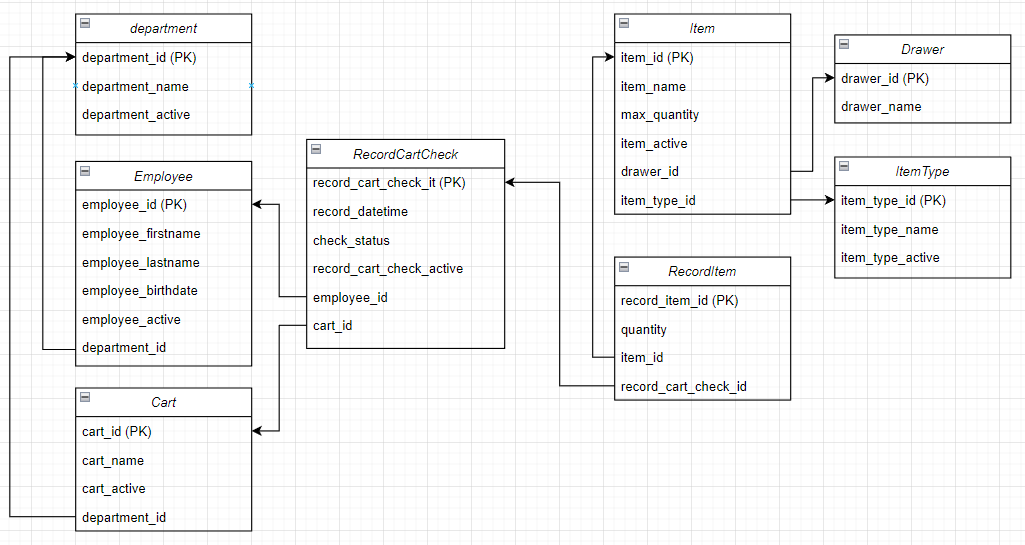 department
department_id (PK)
department_name
department_active
Employee
employee_id (PK)
employee_firstname
employee_lastname
employee_birthdate
employee_active
department_id
Cart
cart_id (PK)
cart_name
cart_active
department_id
RecordCartCheck
record_cart_check_it (PK)
record_datetime
check_status
record_cart_check_active
employee_id
cart_id
Item
item_id (PK)
item_name
max_quantity
item_active
drawer_id
item_type_id
RecordItem
record_item_id (PK)
quantity
item_id
record_cart_check_id
Drawer
drawer_id (PK)
drawer_name
ItemType
item_type_id (PK)
item_type_name
item_type_active